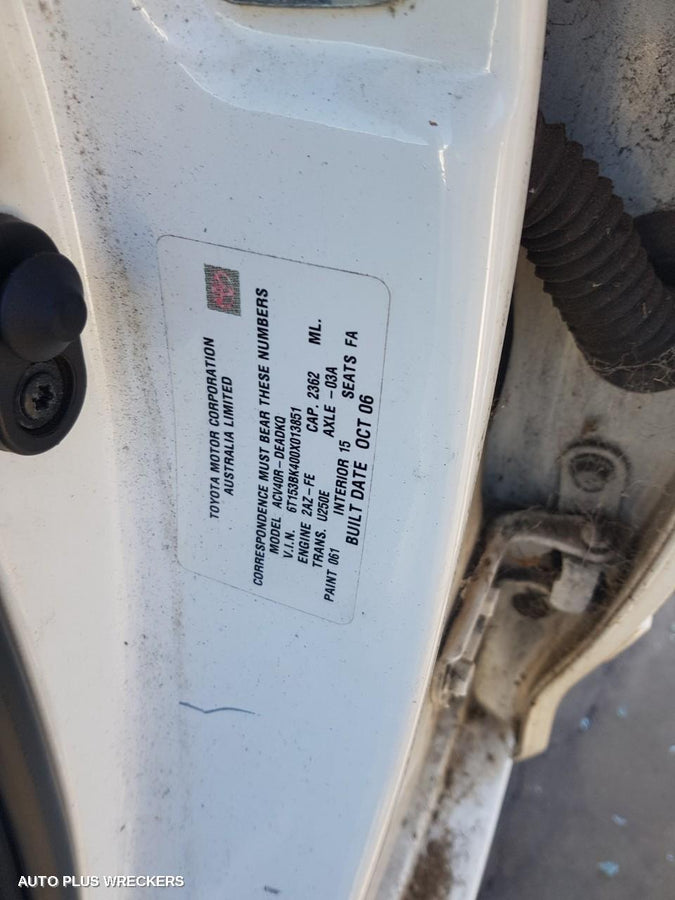 TOYOTA MOTOR CORPORATION
AUSTRALIA LIMITED
CORRESPONDENCE MUST BEAR THESE NUMBERS
MODEL ACV40R-DEADKQ
V.I.N. 6T153BK400X013851
ENGINE 2AZ-FE CAP. 2362 ML.
TRANS. U250E AXLE -03A
PAINT 061 INTERIOR 15 SEATS FA
BUILT DATE OCT 06
AUTO PLUS WRECKERS